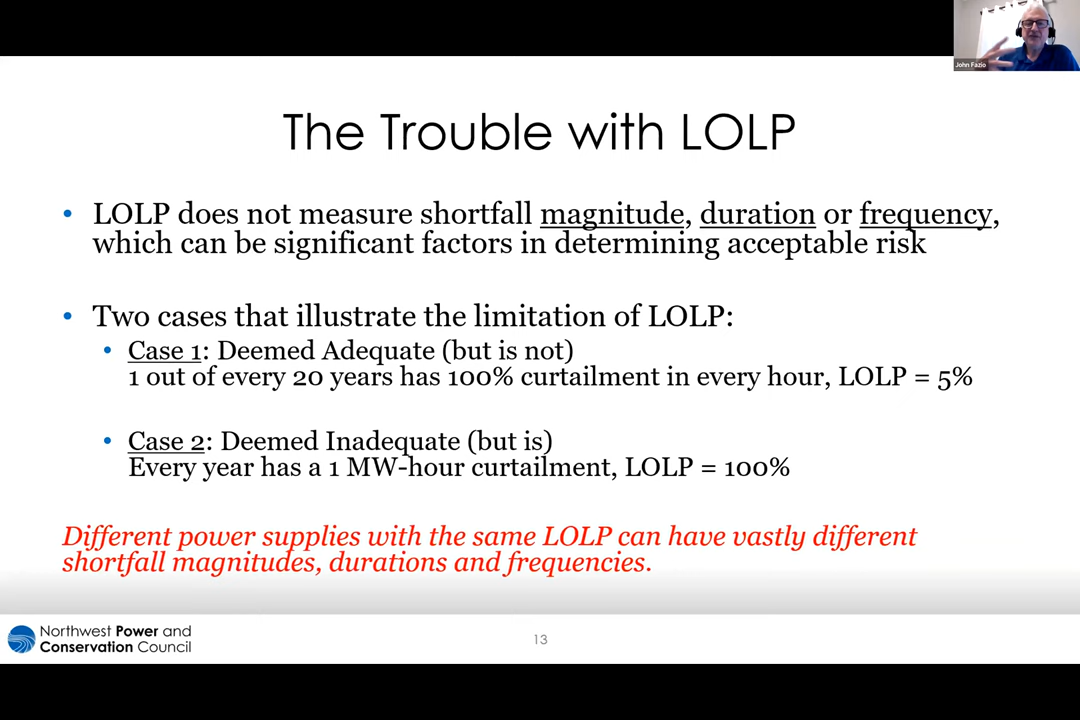 John Fazio
The Trouble with LOLP
• LOLP does not measure shortfall magnitude, duration or frequency,
which can be significant factors in determining acceptable risk
• Two cases that illustrate the limitation of LOLP:
• Case 1: Deemed Adequate (but is not)
1 out of every 20 years has 100% curtailment in every hour, LOLP = 5%
• Case 2: Deemed Inadequate (but is)
Every year has a 1 MW-hour curtailment, LOLP = 100%
Different power supplies with the same LOLP can have vastly different
shortfall magnitudes, durations and frequencies.
Northwest Power and
Conservation Council
13